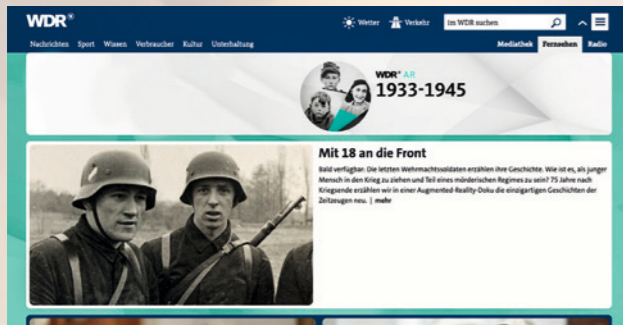 WDR®
Wetter Verkehr Im WDR suchen
Nachrichten Sport Wissen Verbraucher Kultur Unterhaltung Mediathek Fernsehen Radio
WDR® AR
1933-1945
Mit 18 an die Front
Bald verfügbar: Die letzten Wehrmachtssoldaten erzählen ihre Geschichte. Wie ist es, als junger
Mensch in den Krieg zu ziehen und Teil eines mörderischen Regimes zu sein? 75 Jahre nach
Kriegsende erzählen wir in einer Augmented-Reality-Doku die einzigartigen Geschichten der
Zeitzeugen neu. | mehr